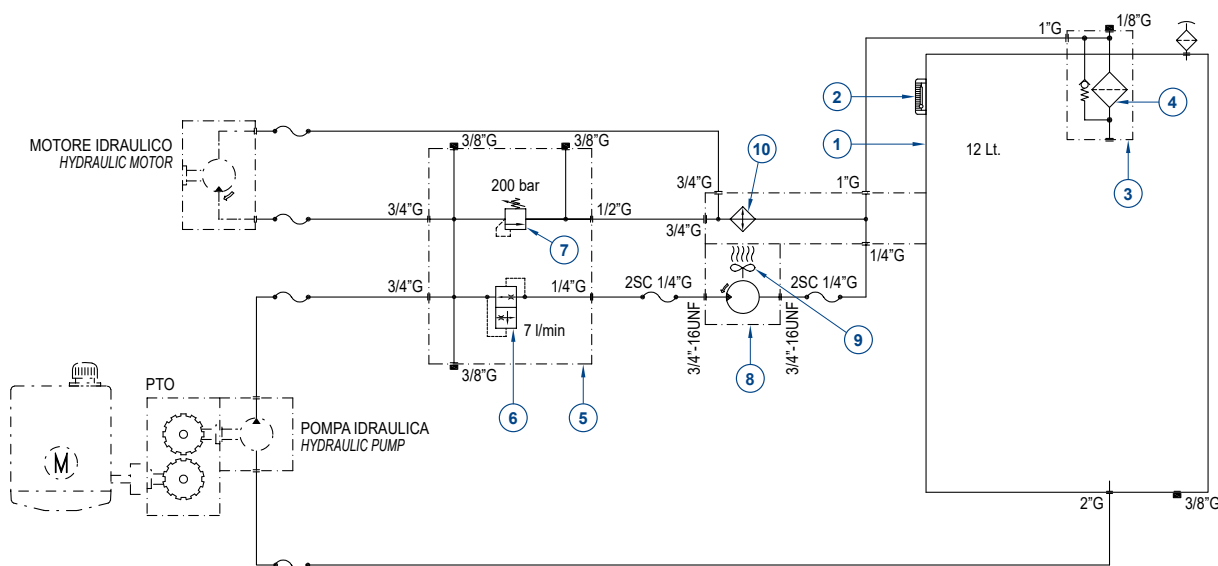 1"G
1/8"G
2
4
MOTORE IDRAULICO
HYDRAULIC MOTOR
3/8"G
3/8"G
10
1
12 Lt.
3
200 bar
3/4"G
1"G
3/4"G
1/2"G
3/4"G
7
1/4"G
3/4"G
1/4"G
2SC 1/4"G
2SC 1/4"G
7 l/min
9
3/4"-16UNF
3/4"-16UNF
8
3/8"G
6
5
PTO
POMPA IDRAULICA
HYDRAULIC PUMP
M
2"G
3/8"G